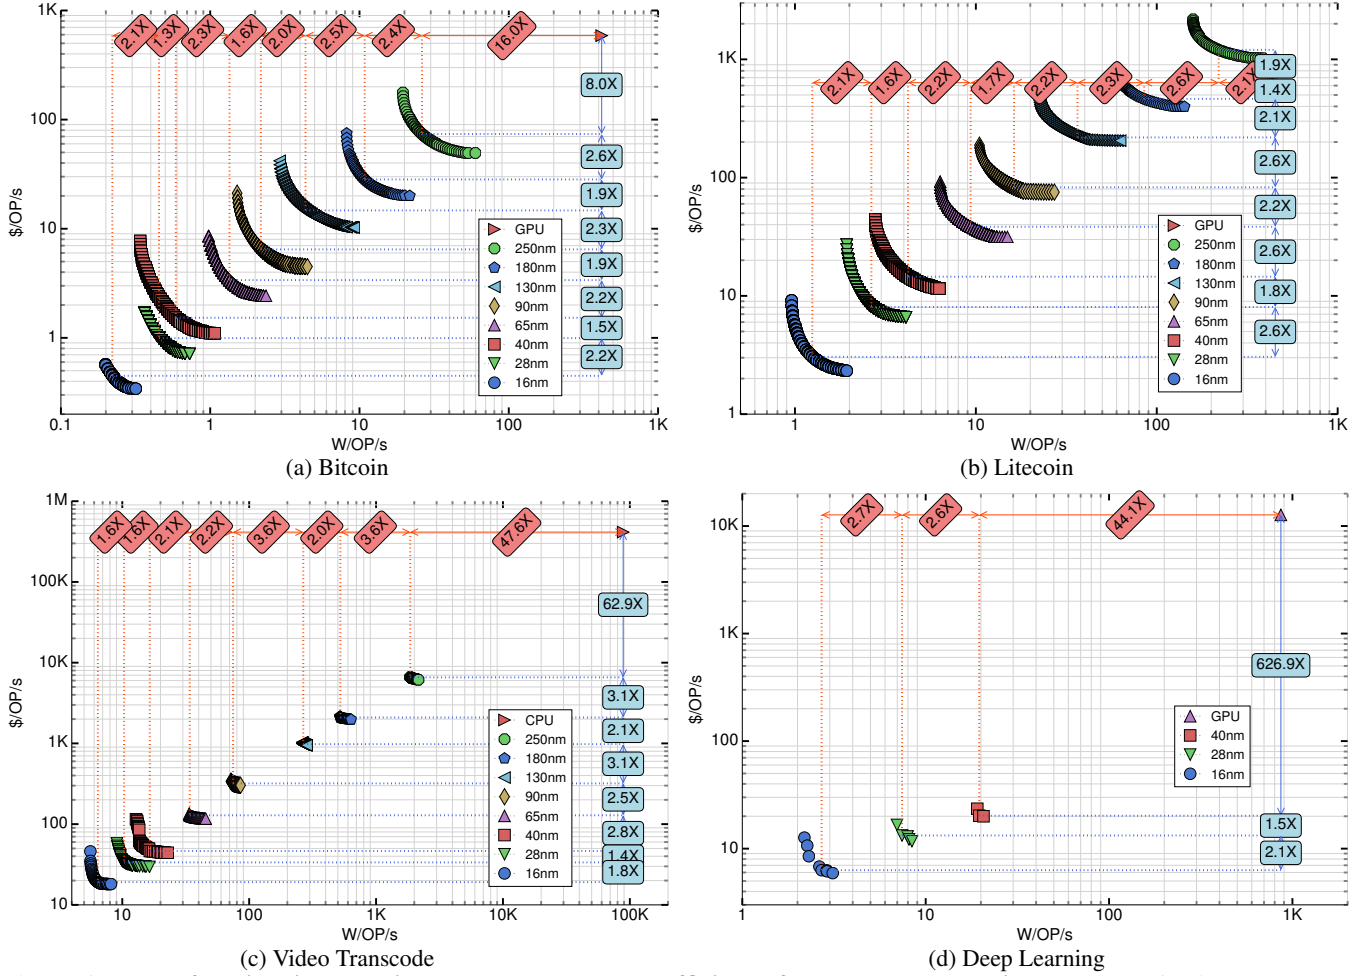 1K
100
10
1
$/OP/s
2.1X
1.3X
2.3X
1.6X
2.0X
2.5X
2.4X
16.0X
8.0X
2.6X
1.9X
2.3X
1.9X
2.2X
1.5X
2.2X
GPU
250nm
180nm
130nm
90nm
65nm
40nm
28nm
16nm
0.1 1 10 100 1K
W/OP/s
(a) Bitcoin
1K
100
10
1
$/OP/s
2.1X
1.6X
2.2X
1.7X
2.2X
2.3X
2.6X
2.1X
1.9X
1.4X
2.1X
2.6X
2.2X
2.6X
1.8X
2.6X
GPU
250nm
180nm
130nm
90nm
65nm
40nm
28nm
16nm
1 10 100 1K
W/OP/s
(b) Litecoin
1M
100K
10K
1K
100
10
$/OP/s
1.6X
1.6X
2.1X
2.2X
3.6X
2.0X
3.6X
47.6X
62.9X
3.1X
2.1X
3.1X
2.5X
2.8X
1.4X
1.8X
CPU
250nm
180nm
130nm
90nm
65nm
40nm
28nm
16nm
10 100 1K 10K 100K
W/OP/s
(c) Video Transcode
10K
1K
100
10
$/OP/s
2.7X
2.6X
44.1X
626.9X
1.5X
2.1X
GPU
40nm
28nm
16nm
1 10 100 1K
W/OP/s
(d) Deep Learning